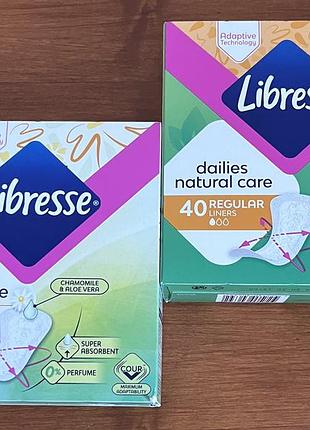 ibresse®
e
CHAMOMILE
& ALOE VERA
SUPER
ABSORBENT
0% PERFUME
COUR
MAXIMUM
ADAPTABILITY
Adaptive
Technology
Libres
dailies
natural care
40 REGULAR
LINERS